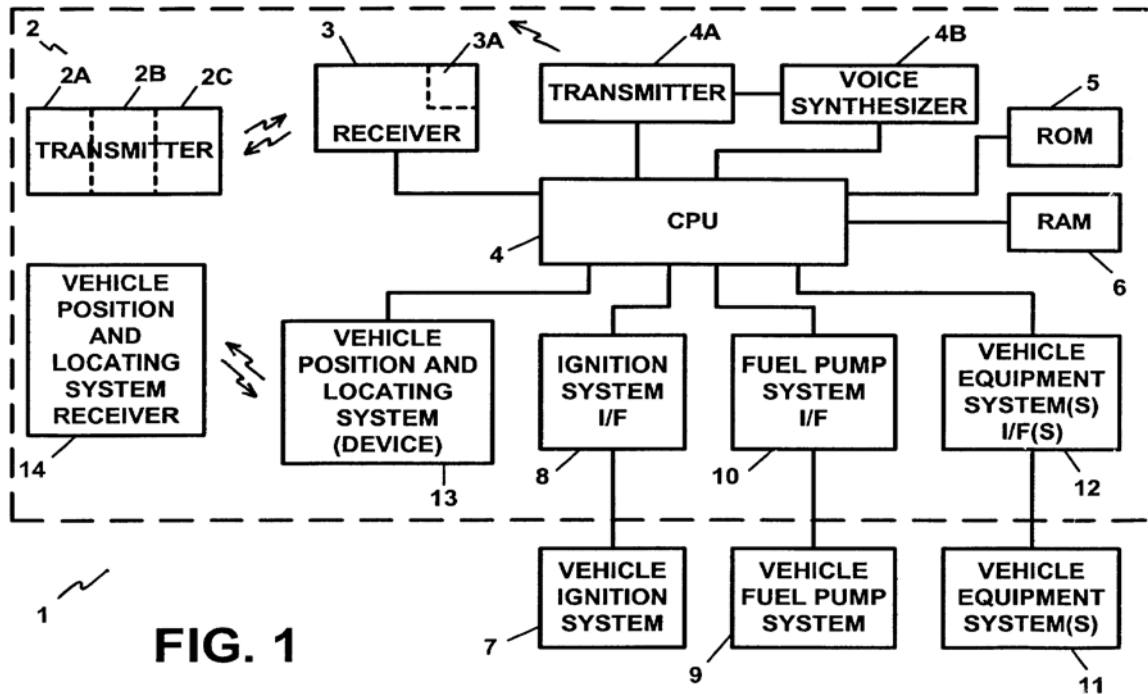 2
2A
2B
2C
TRANSMITTER
3
3A
RECEIVER
4A
TRANSMITTER
4B
VOICE
SYNTHESIZER
5
ROM
CPU
4
RAM
6
VEHICLE
POSITION
AND
LOCATING
SYSTEM
RECEIVER
14
VEHICLE
POSITION AND
LOCATING
SYSTEM
(DEVICE)
13
IGNITION
SYSTEM
I/F
8
FUEL PUMP
SYSTEM
I/F
10
VEHICLE
EQUIPMENT
SYSTEM(S)
I/F(S)
12
1
FIG. 1
VEHICLE
IGNITION
SYSTEM
7
VEHICLE
FUEL PUMP
SYSTEM
9
VEHICLE
EQUIPMENT
SYSTEM(S)
11